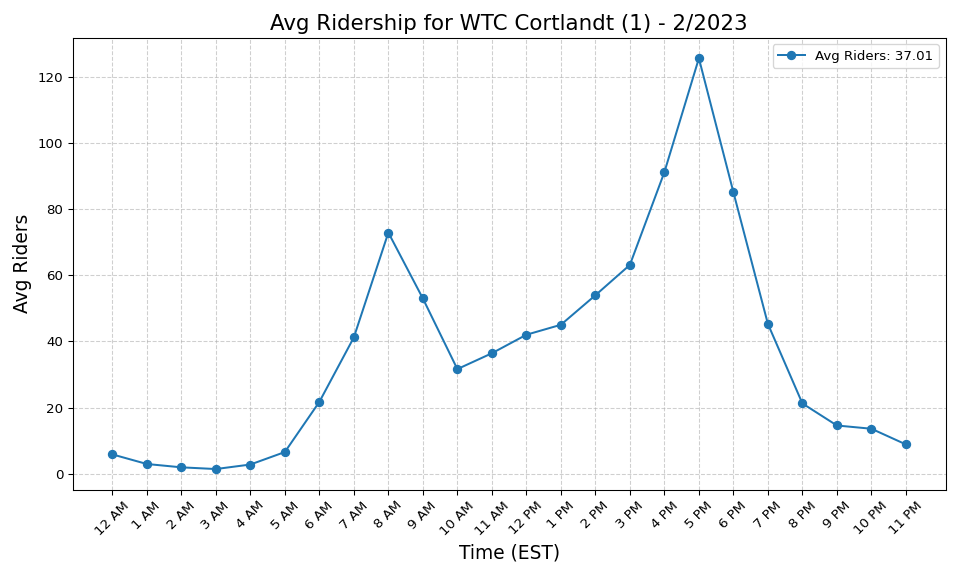 Avg Ridership for WTC Cortlandt (1) - 2/2023
Avg Riders: 37.01
Avg Riders
120
100
80
60
40
20
0
12 AM
1 AM
2 AM
3 AM
4 AM
5 AM
6 AM
7 AM
8 AM
9 AM
10 AM
11 AM
12 PM
1 PM
2 PM
3 PM
4 PM
5 PM
6 PM
7 PM
8 PM
9 PM
10 PM
11 PM
Time (EST)